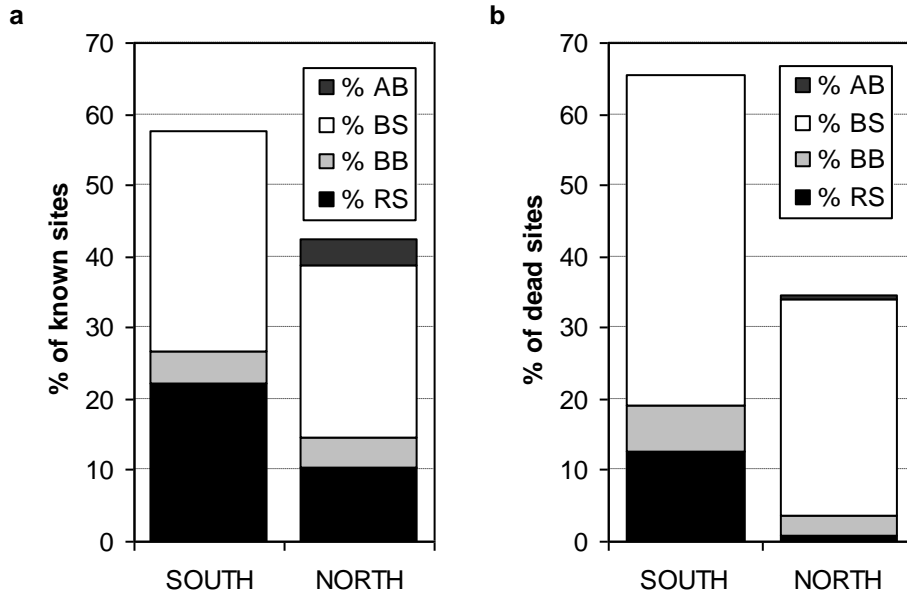 a
% of known sites
70
60
50
40
30
20
10
0
% AB
% BS
% BB
% RS
SOUTH NORTH
b
% of dead sites
70
60
50
40
30
20
10
0
% AB
% BS
% BB
% RS
SOUTH NORTH